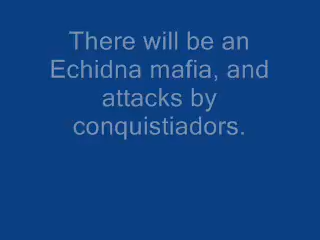 There will be an
Echidna mafia, and
attacks by
conquistiadors.